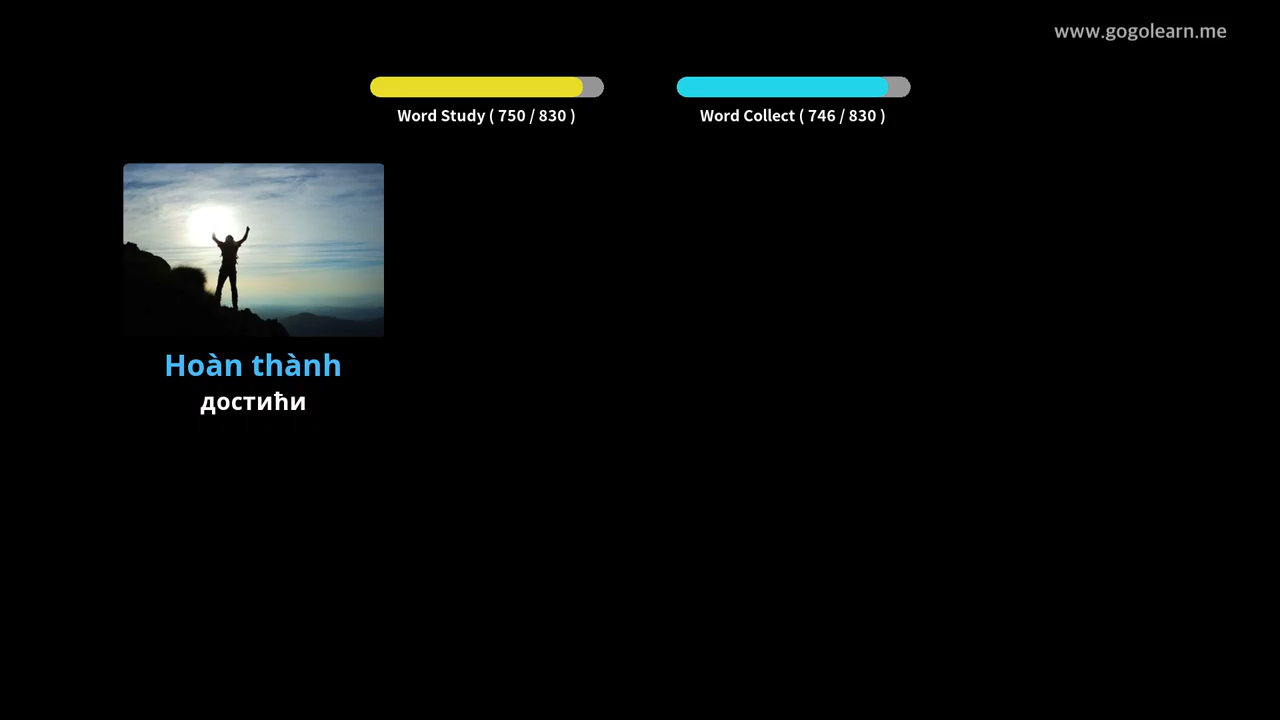 www.gogolearn.me
Word Study ( 750 / 830 )
Word Collect ( 746 / 830 )
Hoàn thành
достићи